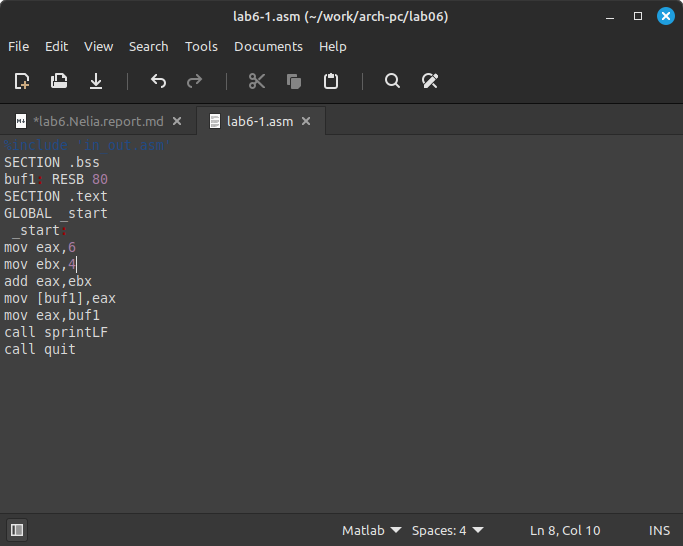 lab6-1.asm (~/work/arch-pc/lab06)
File Edit View Search Tools Documents Help
*lab6.Nelia.report.md lab6-1.asm
%include 'in_out.asm'
SECTION .bss
buf1: RESB 80
SECTION .text
GLOBAL _start
_start:
mov eax,6
mov ebx,4
add eax,ebx
mov [buf1],eax
mov eax,buf1
call sprintLF
call quit
Matlab Spaces: 4 Ln 8, Col 10 INS